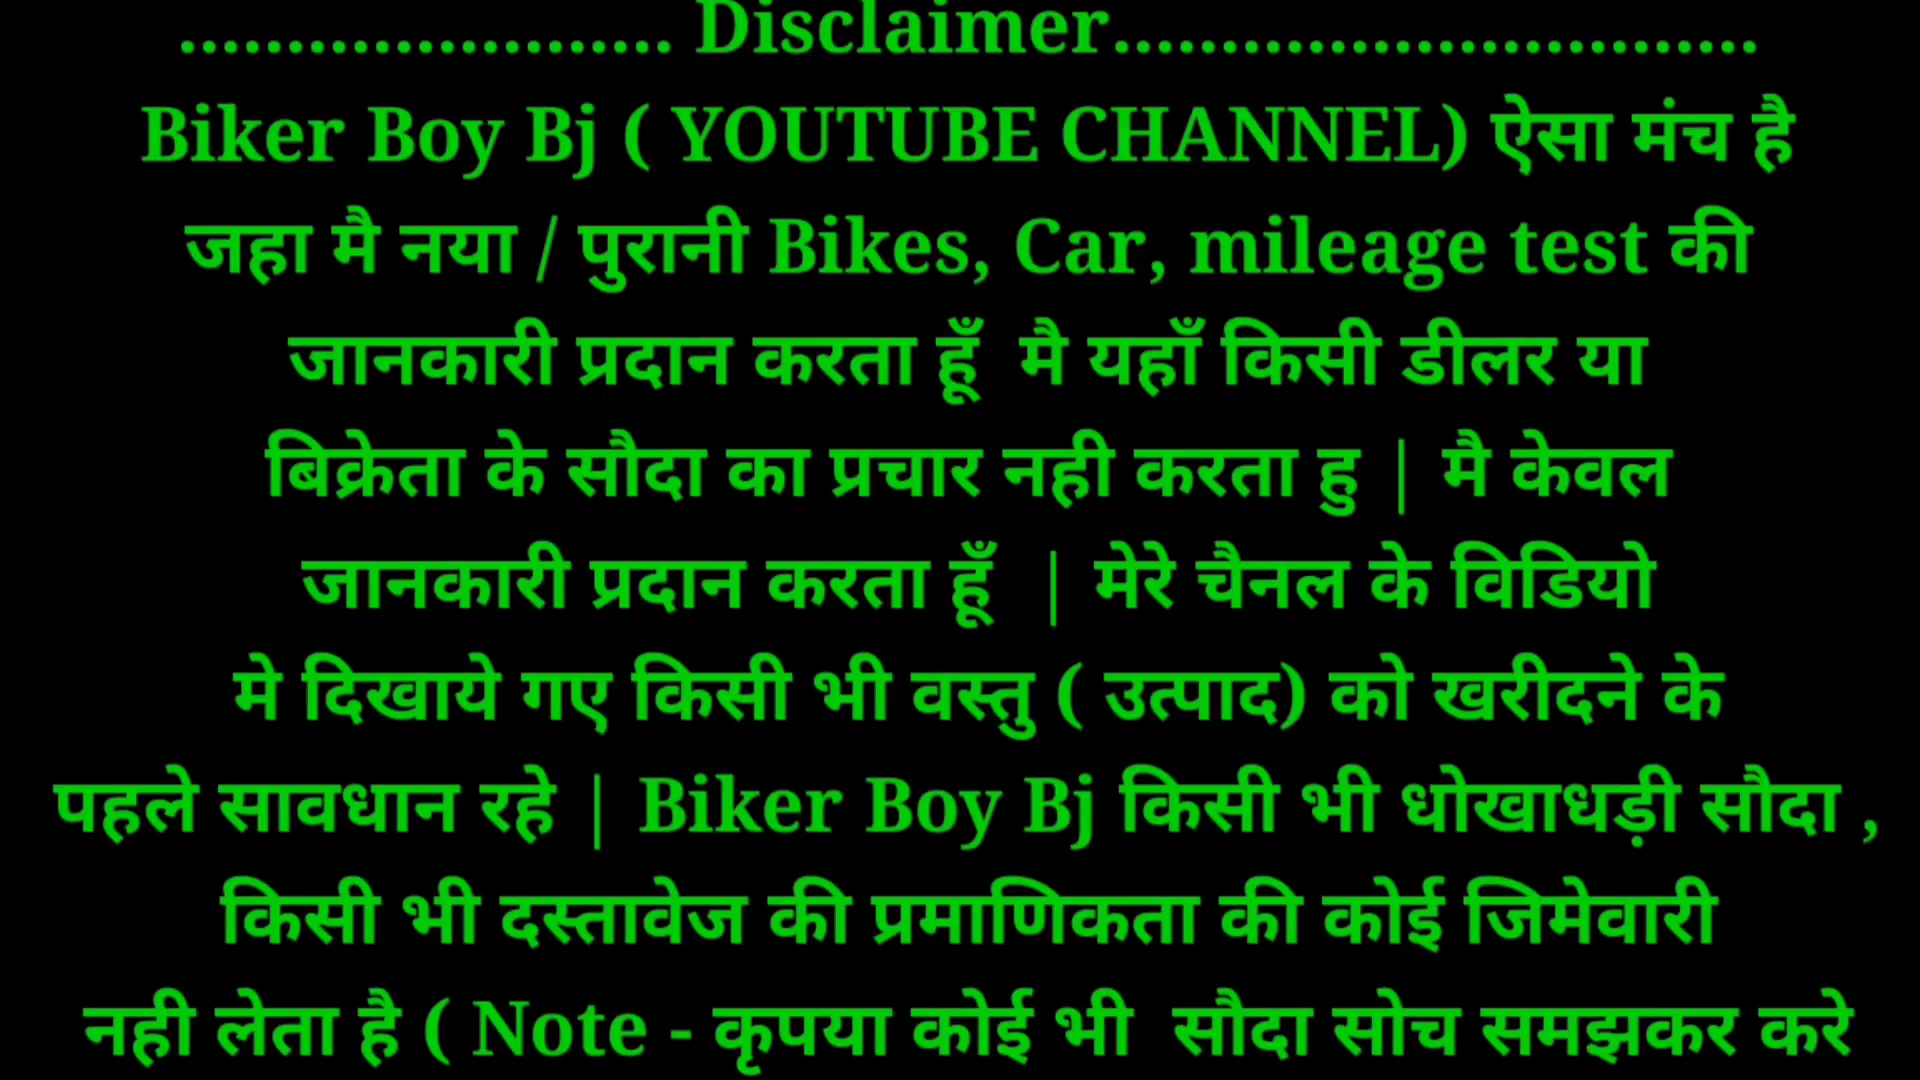 ....................... Disclaimer..............................
Biker Boy Bj ( YOUTUBE CHANNEL) ऐसा मंच है
जहा मै नया / पुरानी Bikes, Car, mileage test की
जानकारी प्रदान करता हूँ मै यहाँ किसी डीलर या
बिक्रेता के सौदा का प्रचार नही करता हु | मै केवल
जानकारी प्रदान करता हूँ | मेरे चैनल के विडियो
मे दिखाये गए किसी भी वस्तु ( उत्पाद) को खरीदने के
पहले सावधान रहे | Biker Boy Bj किसी भी धोखाधड़ी सौदा ,
किसी भी दस्तावेज की प्रमाणिकता की कोई जिमेवारी
नही लेता है ( Note - कृपया कोई भी सौदा सोच समझकर करे